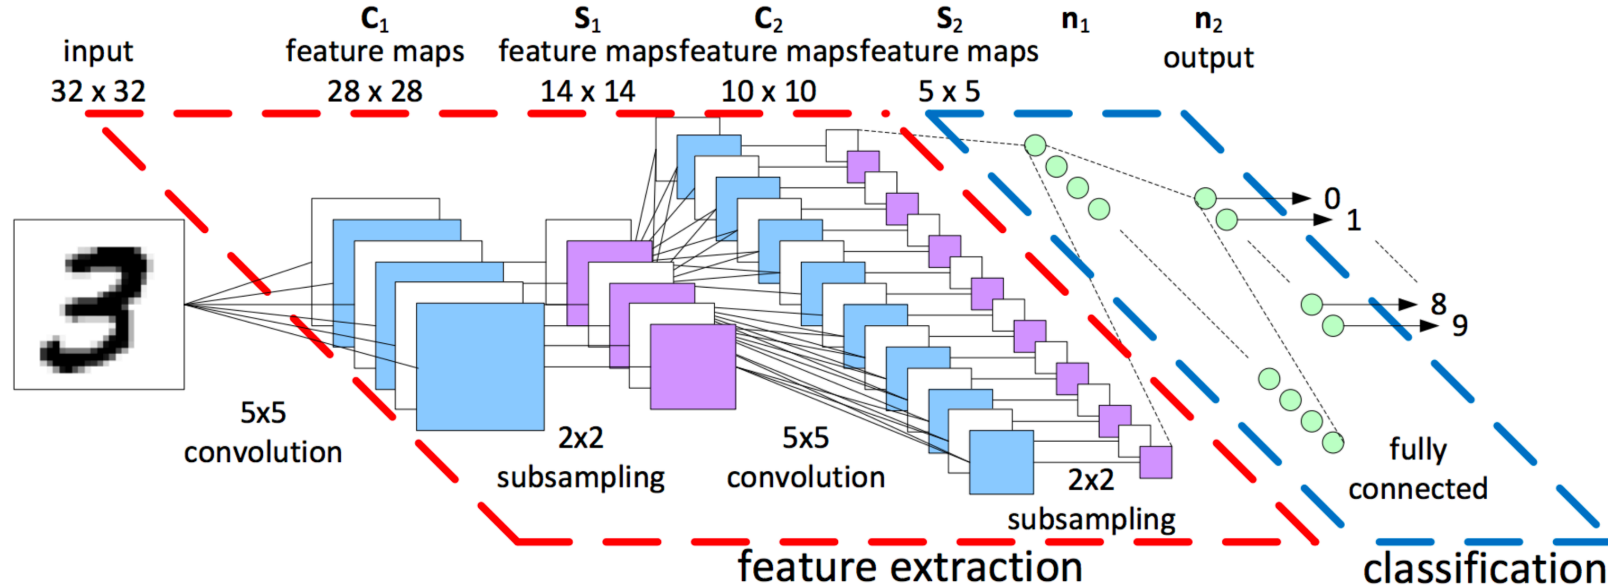 input
32 x 32
C1
feature maps
28 x 28
S1
feature maps
14 x 14
C2
feature maps
10 x 10
S2
feature maps
5 x 5
n1
n2
output
3
0
1
8
9
5x5
convolution
2x2
subsampling
5x5
convolution
2x2
subsampling
fully
connected
feature extraction
classification